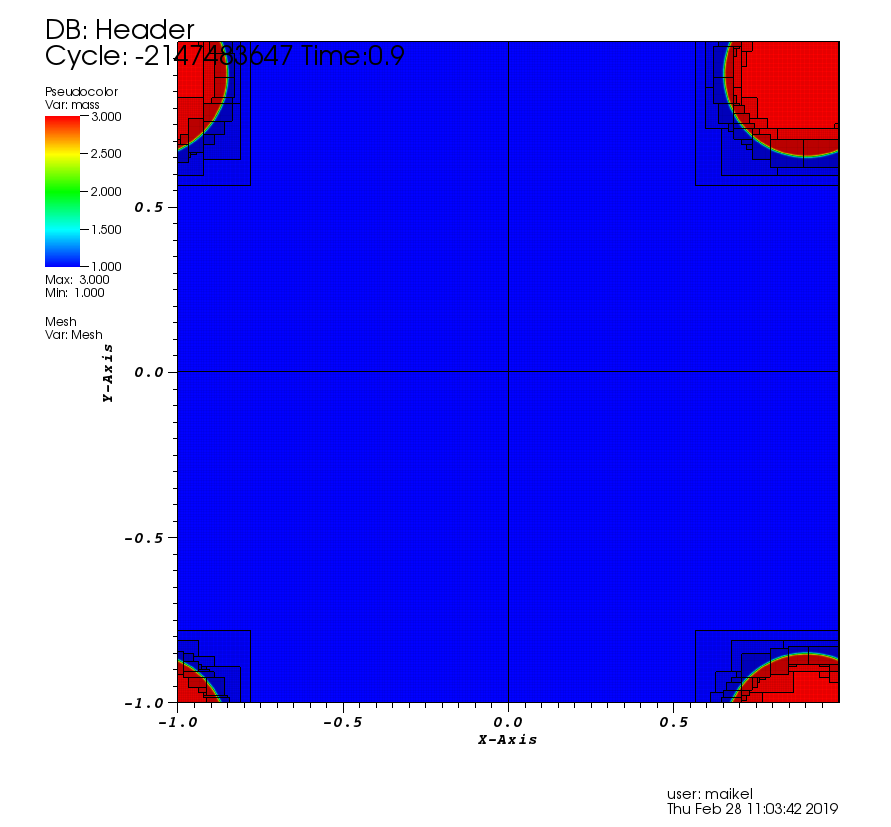 DB: Header
Cycle: -2147483647 Time:0.9
Pseudocolor
Var: mass
3.000
2.500
2.000
1.500
1.000
Max: 3.000
Min: 1.000
Mesh
Var: Mesh
Y-Axis
0.5
0.0
-0.5
-1.0
-1.0 -0.5 0.0 0.5
X-Axis
user: maikel
Thu Feb 28 11:03:42 2019